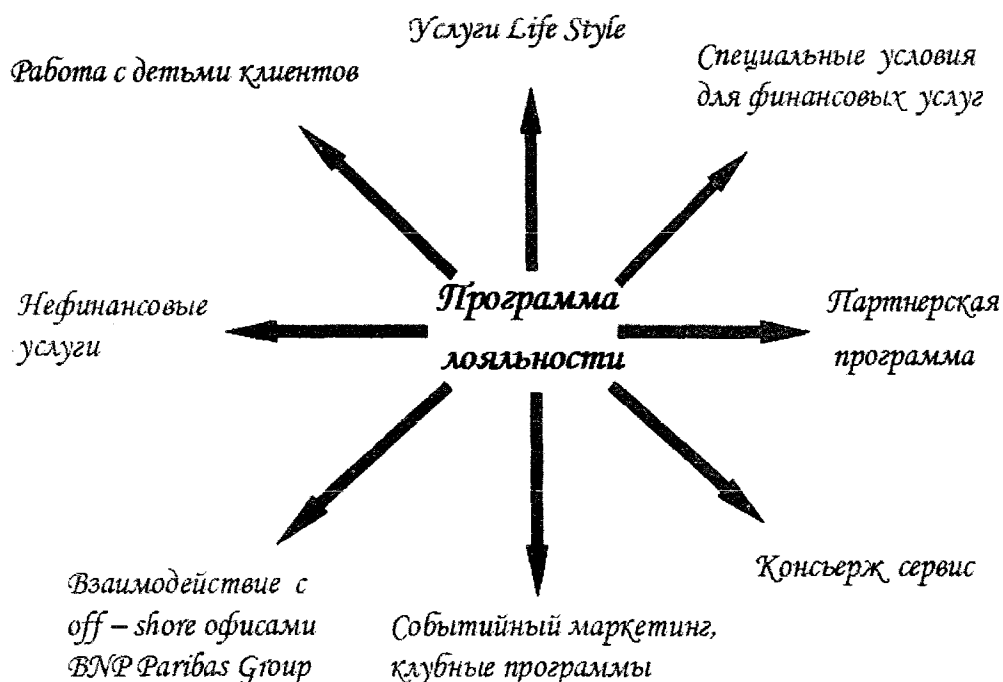 Услуги Life Style
Работа с детьми клиентов
Специальные условия
для финансовых услуг
Нефинансовые
услуги
Программа
лояльности
Партнерская
программа
Взаимодействие с
off – shore офисами
BNP Paribas Group
Событийный маркетинг,
клубные программы
Консьерж сервис